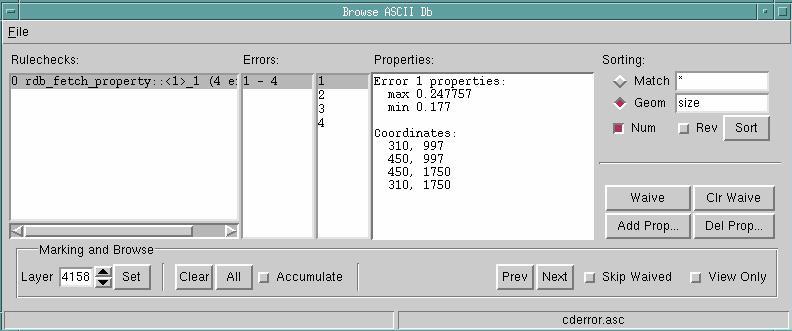 Browse ASCII Db
File
Rulechecks:
Errors:
Properties:
Sorting:
0 rdb_fetch_property::<1>_1 (4 e
1 - 4
1
2
3
4
Error 1 properties:
max 0.247757
min 0.177
Coordinates:
310, 997
450, 997
450, 1750
310, 1750
Match *
Geom size
Num Rev Sort
Waive Clr Waive
Add Prop... Del Prop...
Marking and Browse
Layer 4158 Set Clear All Accumulate Prev Next Skip Waived View Only
cderror.asc